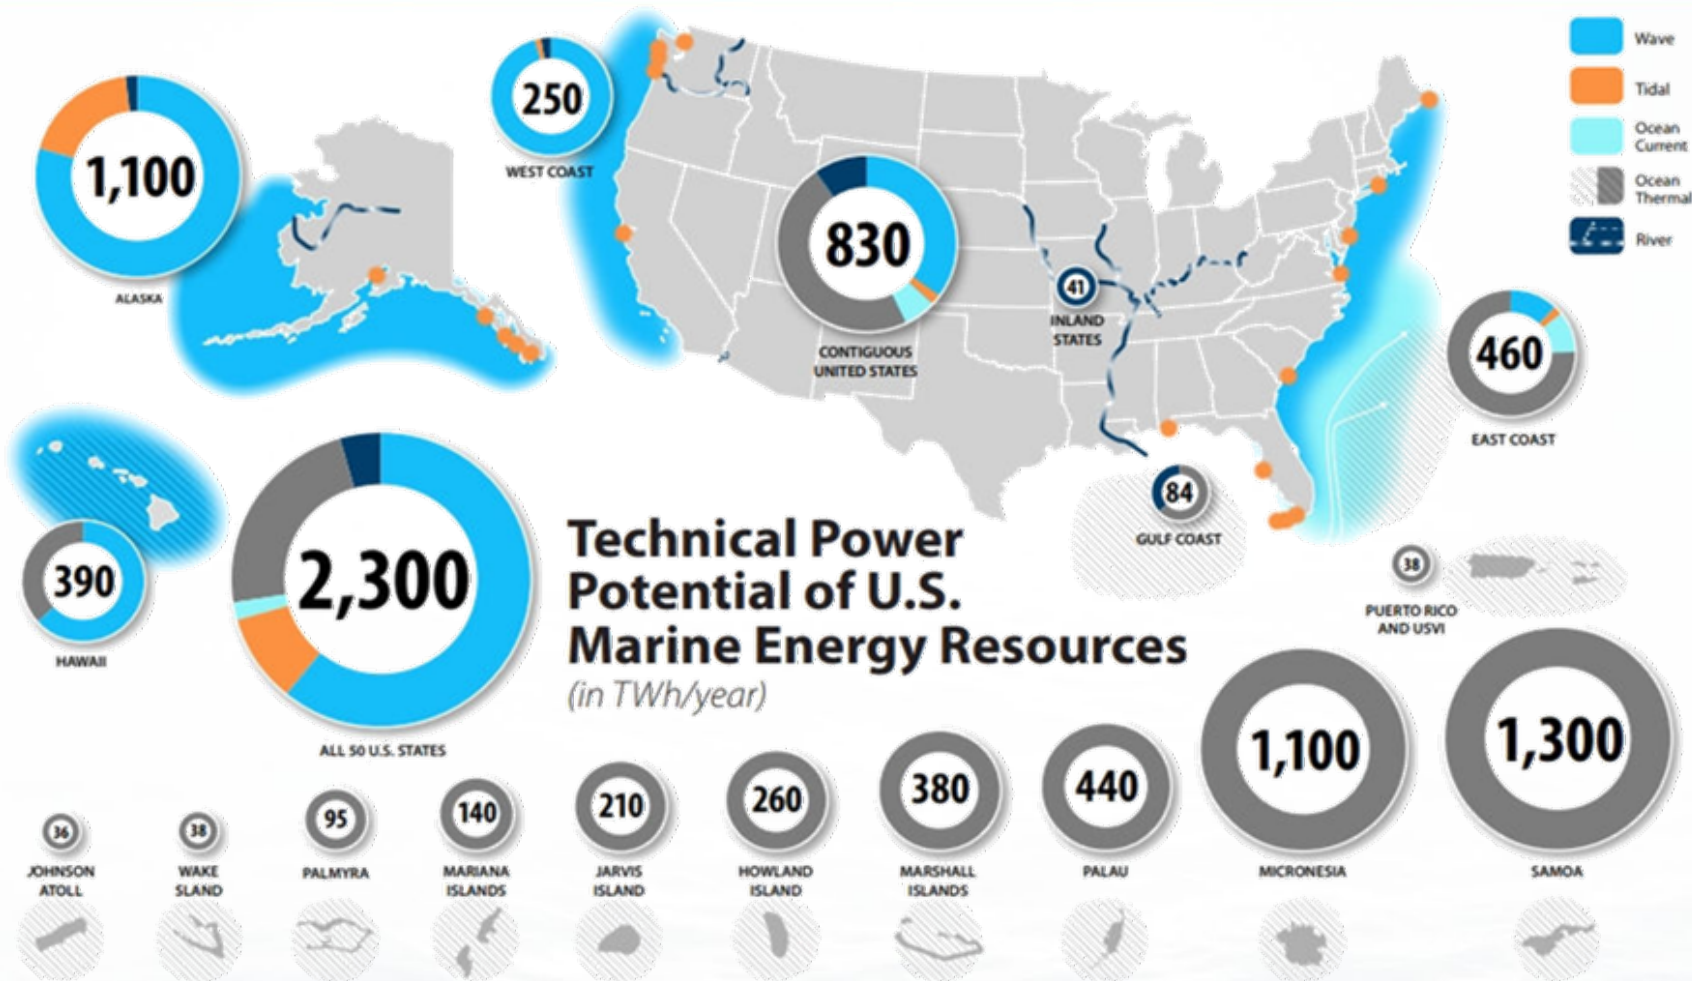 Wave
Tidal
Ocean
Current
Ocean
Thermal
River
1,100
ALASKA
250
WEST COAST
830
CONTIGUOUS
UNITED STATES
41
INLAND
STATES
460
EAST COAST
84
GULF COAST
390
HAWAII
2,300
ALL 50 U.S. STATES
Technical Power
Potential of U.S.
Marine Energy Resources
(in TWh/year)
38
PUERTO RICO
AND USVI
36
JOHNSON
ATOLL
38
WAKE
SLAND
95
PALMYRA
140
MARIANA
ISLANDS
210
JARVIS
ISLAND
260
HOWLAND
ISLAND
380
MARSHALL
ISLANDS
440
PALAU
1,100
MICRONESIA
1,300
SAMOA